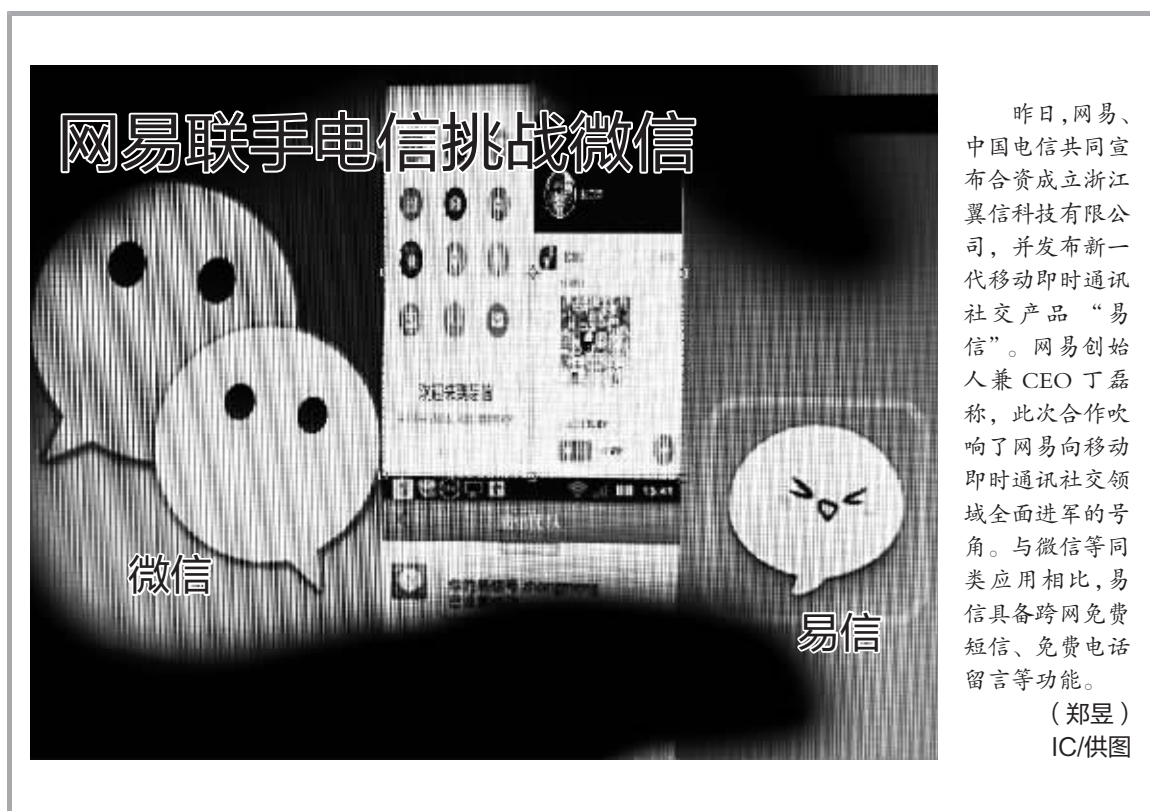 网易联手电信挑战微信
微信
易信
昨日，网易、
中国电信共同宣
布合资成立浙江
翼信科技有限公
司，并发布新一
代移动即时通讯
社交产品“易
信”。网易创始
人兼 CEO 丁磊
称，此次合作吹
响了网易向移动
即时通讯社交领
域全面进军的号
角。与微信等同
类应用相比，易
信具备跨网免费
短信、免费电话
留言等功能。
（郑昱）
IC/供图